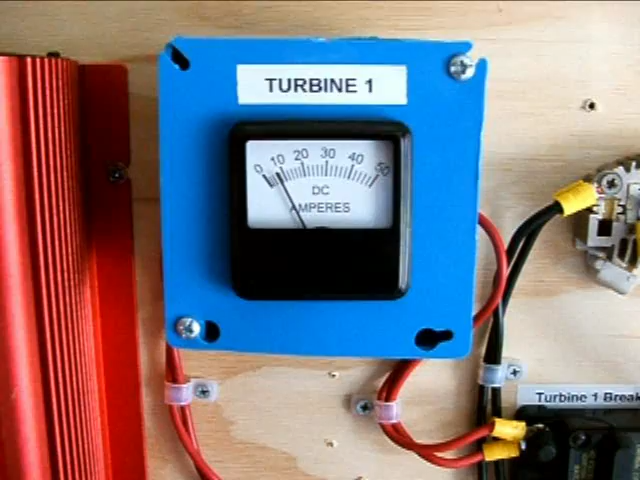 TURBINE 1
0 10 20 30 40 50
DC
AMPERES
Turbine 1 Break